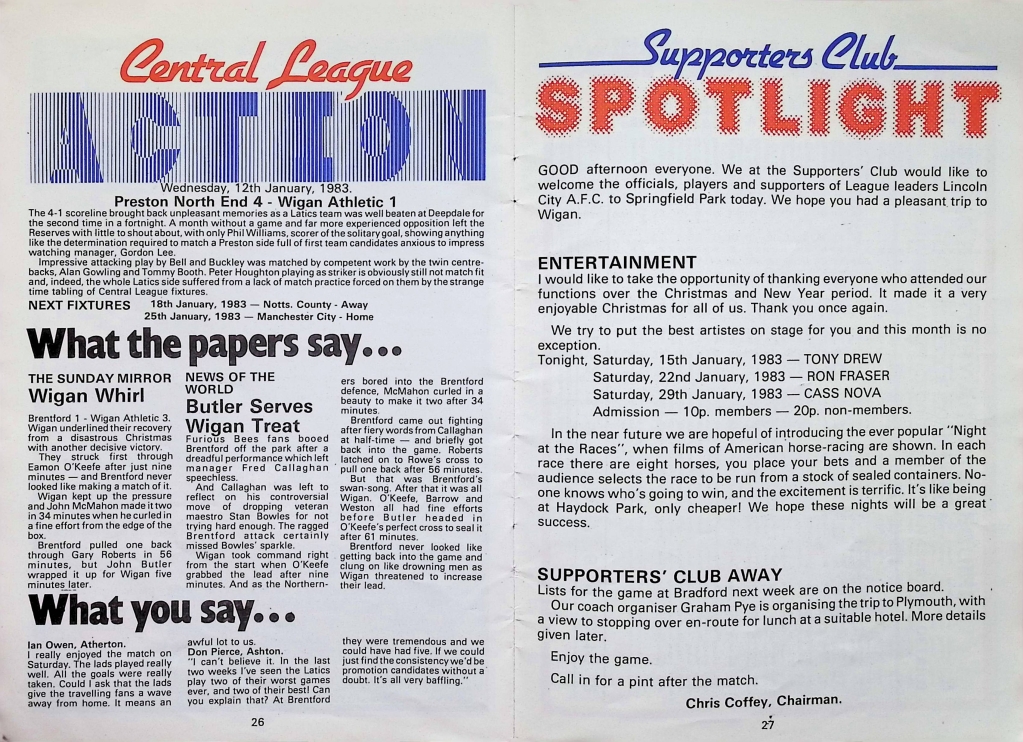 Central League
ACTION
Wednesday, 12th January, 1983.
Preston North End 4 - Wigan Athletic 1
The 4-1 scoreline brought back unpleasant memories as a Latics team was well beaten at Deepdale for
the second time in a fortnight. A month without a game and far more experienced opposition left the
Reserves with little to shout about, with only Phil Williams, scorer of the solitary goal, showing anything
like the determination required to match a Preston side full of first team candidates anxious to impress
watching manager, Gordon Lee.
Impressive attacking play by Bell and Buckley was matched by competent work by the twin centre-
backs, Alan Gowling and Tommy Booth. Peter Houghton playing as striker is obviously still not match fit
and, indeed, the whole Latics side suffered from a lack of match practice forced on them by the strange
time tabling of Central League fixtures.
NEXT FIXTURES 18th January, 1983 — Notts. County - Away
25th January, 1983 — Manchester City - Home
What the papers say...
THE SUNDAY MIRROR
Wigan Whirl
Brentford 1 - Wigan Athletic 3.
Wigan underlined their recovery
from a disastrous Christmas
with another decisive victory.
They struck first through
Eamon O'Keefe after just nine
minutes — and Brentford never
looked like making a match of it.
Wigan kept up the pressure
and John McMahon made it two
in 34 minutes when he curled in
a fine effort from the edge of the
box.
Brentford pulled one back
through Gary Roberts in 56
minutes, but John Butler
wrapped it up for Wigan five
minutes later.
NEWS OF THE
WORLD
Butler Serves
Wigan Treat
Furious Bees fans booed
Brentford off the park after a
dreadful performance which left
manager Fred Callaghan
speechless.
And Callaghan was left to
reflect on his controversial
move of dropping veteran
maestro Stan Bowles for not
trying hard enough. The ragged
Brentford attack certainly
missed Bowles' sparkle.
Wigan took command right
from the start when O'Keefe
grabbed the lead after nine
minutes. And as the Northern-
ers bored into the Brentford
defence, McMahon curled in a
beauty to make it two after 34
minutes.
Brentford came out fighting
after fiery words from Callaghan
at half-time — and briefly got
back into the game. Roberts
latched on to Rowe's cross to
pull one back after 56 minutes.
But that was Brentford's
swan-song. After that it was all
Wigan. O'Keefe, Barrow and
Weston all had fine efforts
before Butler headed in
O'Keefe's perfect cross to seal it
after 61 minutes.
Brentford never looked like
getting back into the game and
clung on like drowning men as
Wigan threatened to increase
their lead.
What you say...
Ian Owen, Atherton.
I really enjoyed the match on
Saturday. The lads played really
well. All the goals were really
taken. Could I ask that the lads
give the travelling fans a wave
away from home. It means an
awful lot to us.
Don Pierce, Ashton.
"I can't believe it. In the last
two weeks I've seen the Latics
play two of their worst games
ever, and two of their best! Can
you explain that? At Brentford
they were tremendous and we
could have had five. If we could
just find the consistency we'd be
promotion candidates without a
doubt. It's all very baffling."
26
Supporters Club
SPOTLIGHT
GOOD afternoon everyone. We at the Supporters' Club would like to
welcome the officials, players and supporters of League leaders Lincoln
City A.F.C. to Springfield Park today. We hope you had a pleasant trip to
Wigan.
ENTERTAINMENT
I would like to take the opportunity of thanking everyone who attended our
functions over the Christmas and New Year period. It made it a very
enjoyable Christmas for all of us. Thank you once again.
We try to put the best artistes on stage for you and this month is no
exception.
Tonight, Saturday, 15th January, 1983 — TONY DREW
Saturday, 22nd January, 1983 — RON FRASER
Saturday, 29th January, 1983 — CASS NOVA
Admission — 10p. members — 20p. non-members.
In the near future we are hopeful of introducing the ever popular "Night
at the Races", when films of American horse-racing are shown. In each
race there are eight horses, you place your bets and a member of the
audience selects the race to be run from a stock of sealed containers. No-
one knows who's going to win, and the excitement is terrific. It's like being
at Haydock Park, only cheaper! We hope these nights will be a great
success.
SUPPORTERS' CLUB AWAY
Lists for the game at Bradford next week are on the notice board.
Our coach organiser Graham Pye is organising the trip to Plymouth, with
a view to stopping over en-route for lunch at a suitable hotel. More details
given later.
Enjoy the game.
Call in for a pint after the match.
Chris Coffey, Chairman.
27